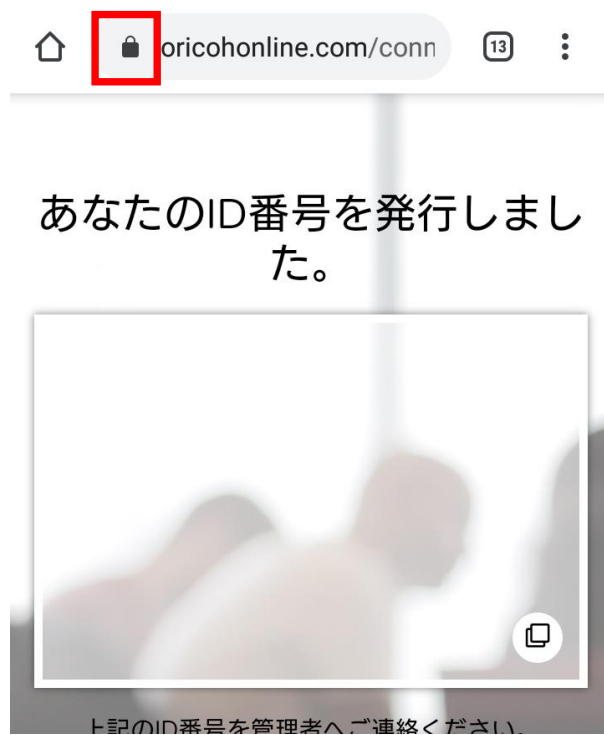 oricohonline.com/conn
13
あなたのID番号を発行しまし
た。
上記のID番号を管理者へご連絡ください。